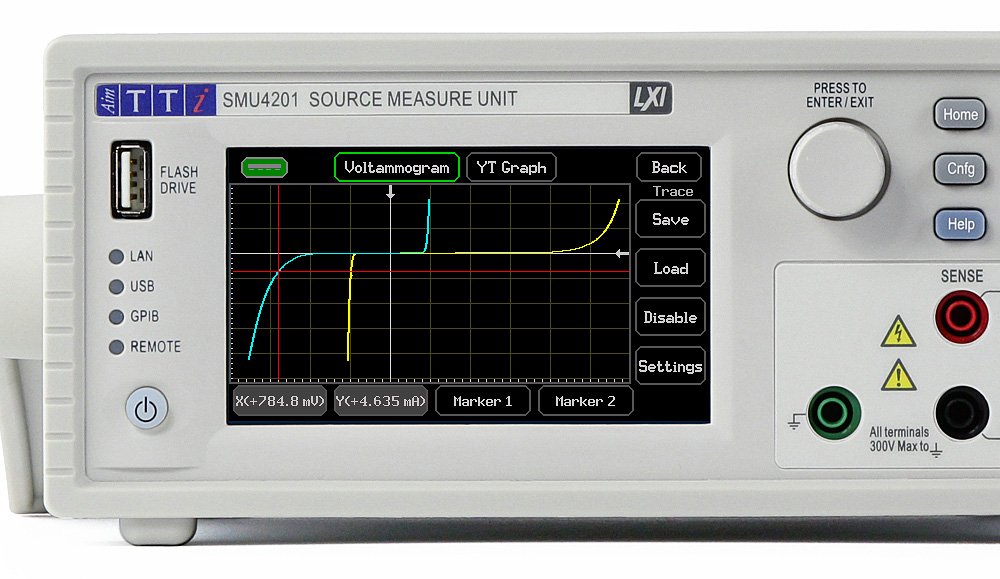 Aim TTi SMU4201 SOURCE MEASURE UNIT LXI
PRESS TO
ENTER / EXIT
Home
Cnfg
Help
FLASH
DRIVE
LAN
USB
GPIB
REMOTE
Voltammogram YT Graph Back
Trace
Save
Load
Disable
Settings
X(+784.8 mV) Y(+4.635 mA) Marker 1 Marker 2
SENSE
All terminals
300V Max to